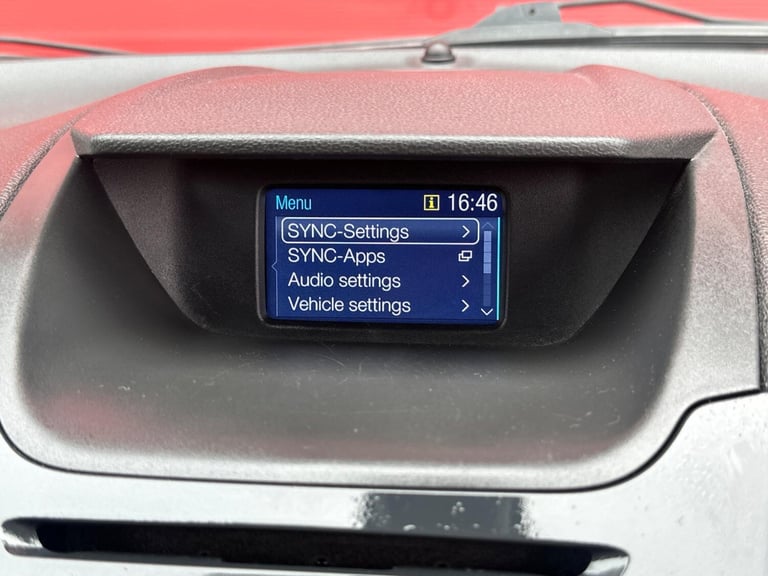 Menu i 16:46
SYNC-Settings
SYNC-Apps
Audio settings
Vehicle settings